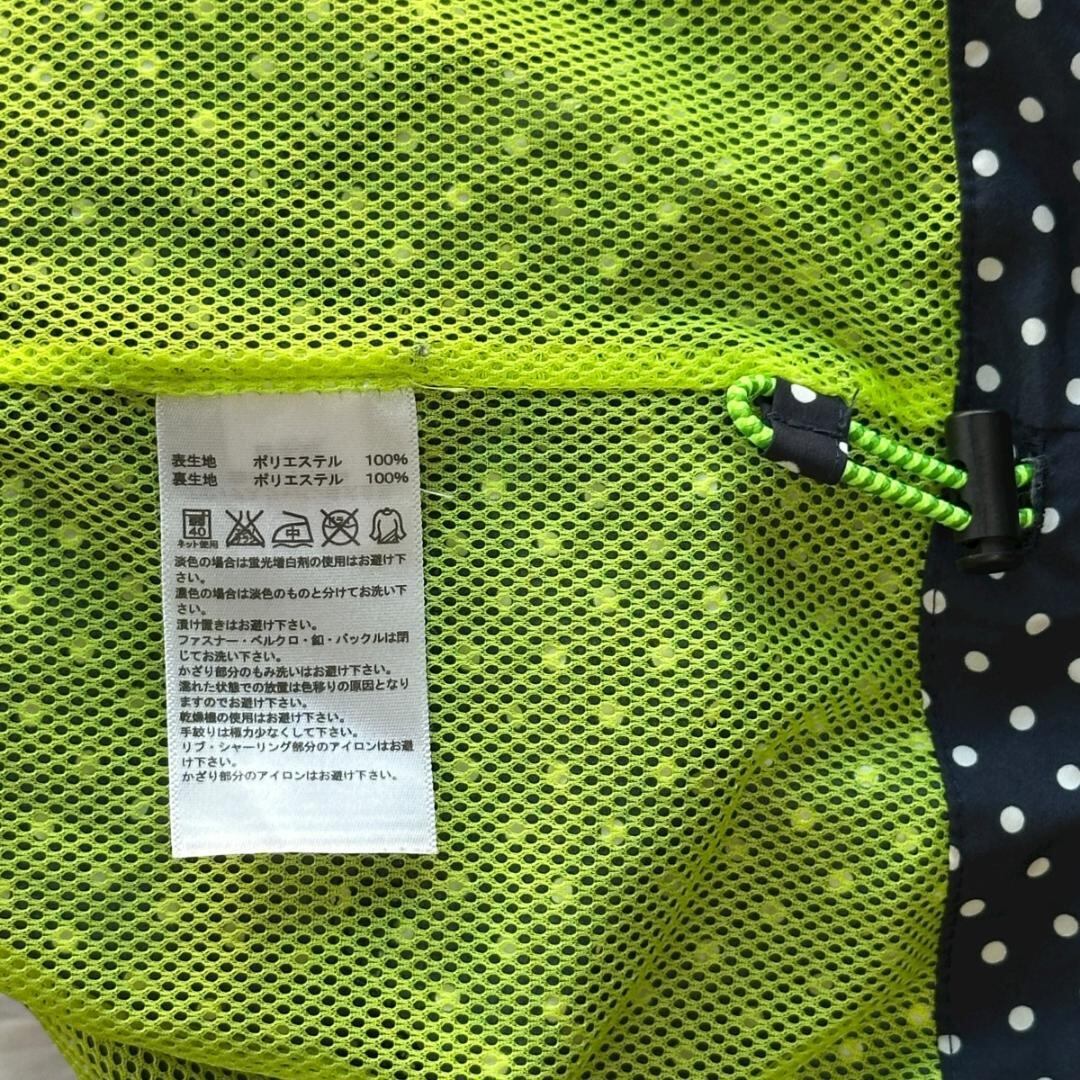 表生地 ポリエステル 100%
裏生地 ポリエステル 100%
40 中
ネット使用
淡色の場合は蛍光増白剤の使用はお避け下
さい。
濃色の場合は淡色のものと分けてお洗い下
さい。
漬け置きはお避け下さい。
ファスナー・ベルクロ・釦・バックルは閉
じてお洗い下さい。
かざり部分のもみ洗いはお避け下さい。
濡れた状態での放置は色移りの原因となり
ますのでお避け下さい。
乾燥機の使用はお避け下さい。
手絞りは極力少なくして下さい。
リブ・シャーリング部分のアイロンはお避
け下さい。
かざり部分のアイロンはお避け下さい。